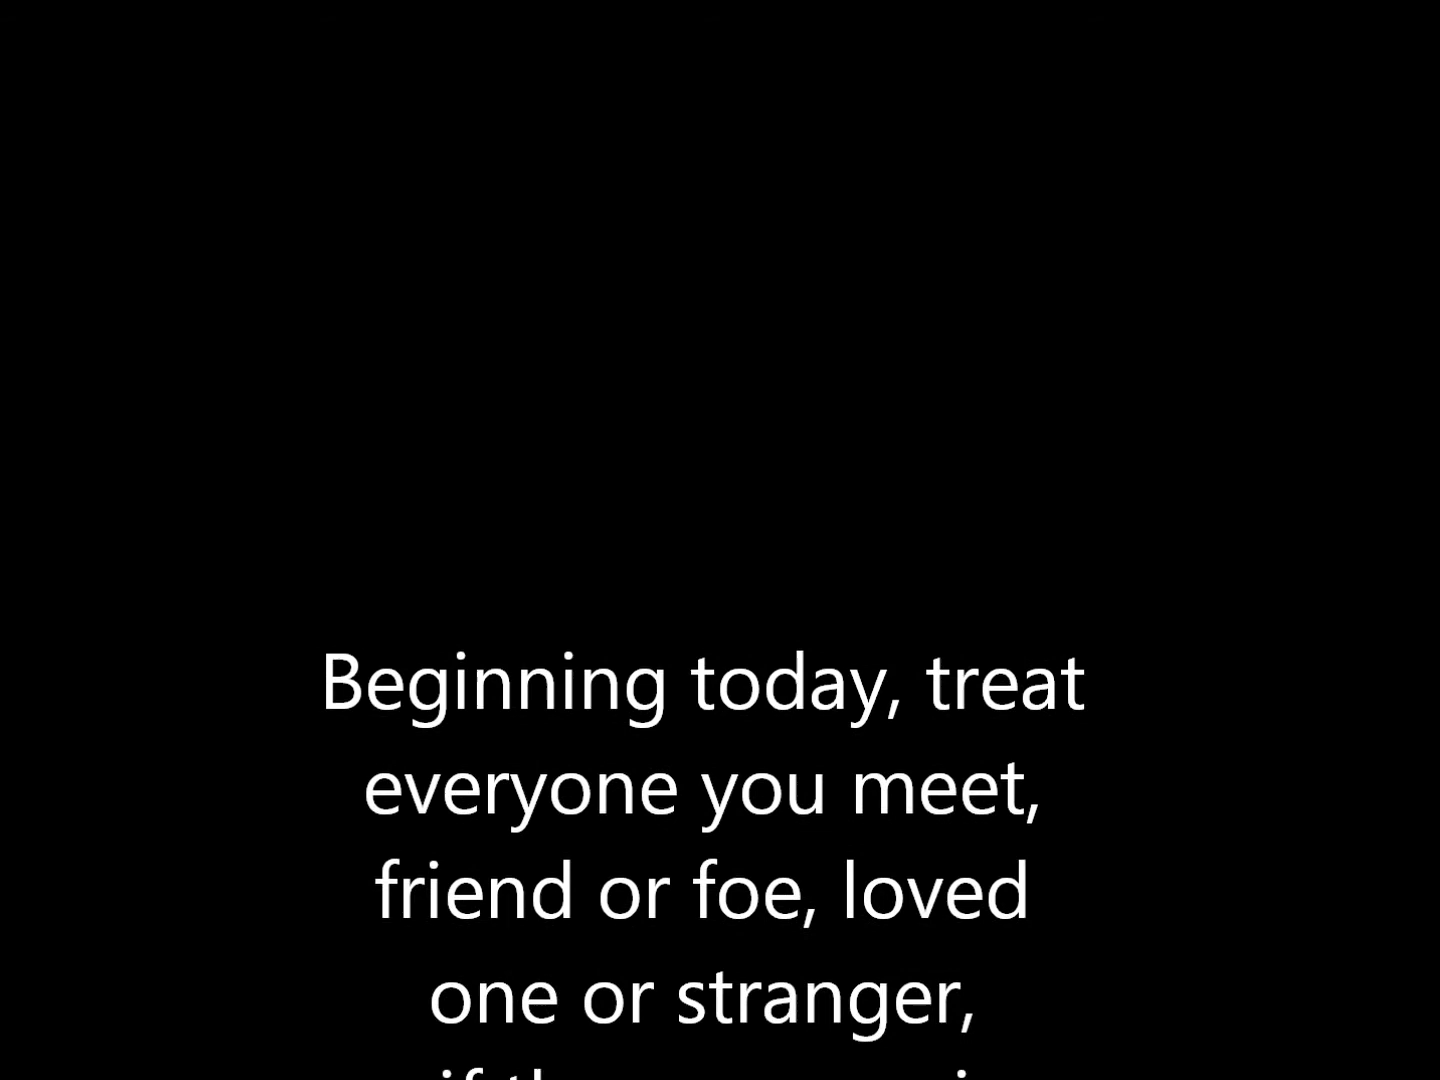 Beginning today, treat
everyone you meet,
friend or foe, loved
one or stranger,